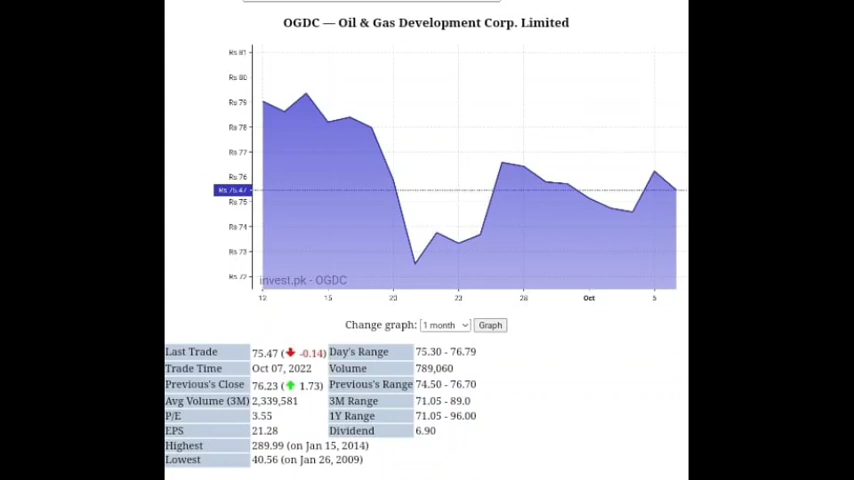 OGDC — Oil & Gas Development Corp. Limited
Rs 81
Rs 80
Rs 79
Rs 78
Rs 77
Rs 76
Rs 75.47
Rs 75
Rs 74
Rs 73
Rs 72
invest.pk - OGDC
15
20
28
Oct
5
Change graph: 1 month Graph
Last Trade 75.47 (🡇 -0.14) Day's Range 75.30 - 76.79
Trade Time Oct 07, 2022 Volume 789,060
Previous's Close 76.23 (🡅 1.73) Previous's Range 74.50 - 76.70
Avg Volume (3M) 2,339,581 3M Range 71.05 - 89.0
P/E 3.55 1Y Range 71.05 - 96.00
EPS 21.28 Dividend 6.90
Highest 289.99 (on Jan 15, 2014)
Lowest 40.56 (on Jan 26, 2009)